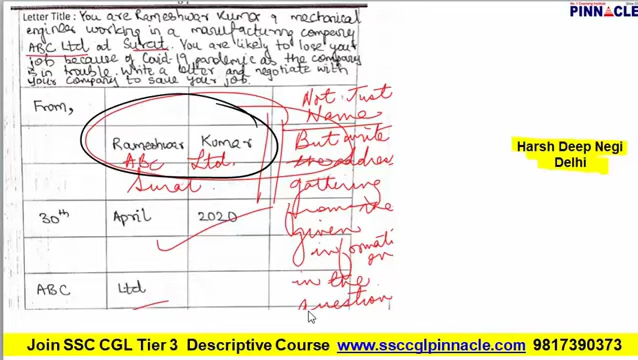 No. 1 Coaching Institute
PINNACLE
Letter Title: You are Rameshwar Kumar a mechanical
engineer working in a manufacturing company
ABC Ltd at Surat. You are likely to lose your
job because of Covid 19 pandemic as the company
is in trouble. Write a letter and negotiate with
your company to save your job.
From,
Rameshwar Kumar
ABC Ltd.
Surat
Not Just
Name
But write
the address
gathering
from the
given
information
in the
question
30th April 2020
ABC Ltd
Harsh Deep Negi
Delhi
Join SSC CGL Tier 3 Descriptive Course www.ssccglpinnacle.com 9817390373